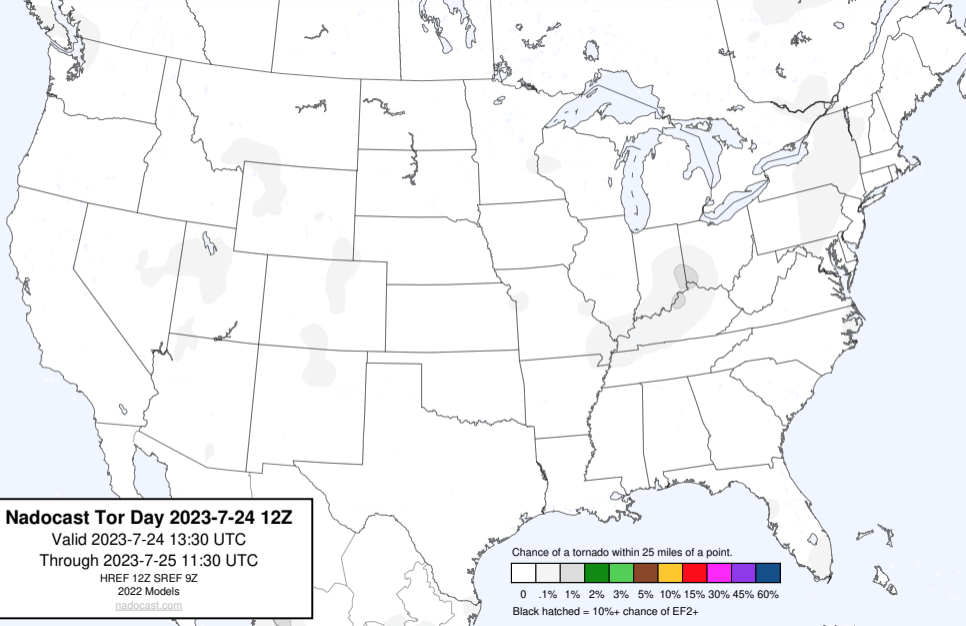 Nadocast Tor Day 2023-7-24 12Z
Valid 2023-7-24 13:30 UTC
Through 2023-7-25 11:30 UTC
HREF 12Z SREF 9Z
2022 Models
nadocast.com
Chance of a tornado within 25 miles of a point.
0 .1% 1% 2% 3% 5% 10% 15% 30% 45% 60%
Black hatched = 10%+ chance of EF2+